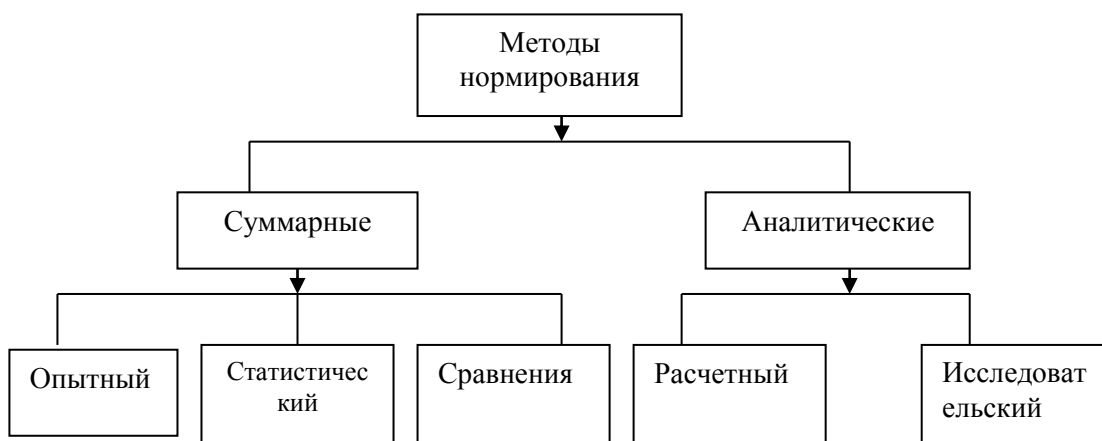 Методы
нормирования
Суммарные
Аналитические
Опытный
Статистичес
кий
Сравнения
Расчетный
Исследоват
ельский